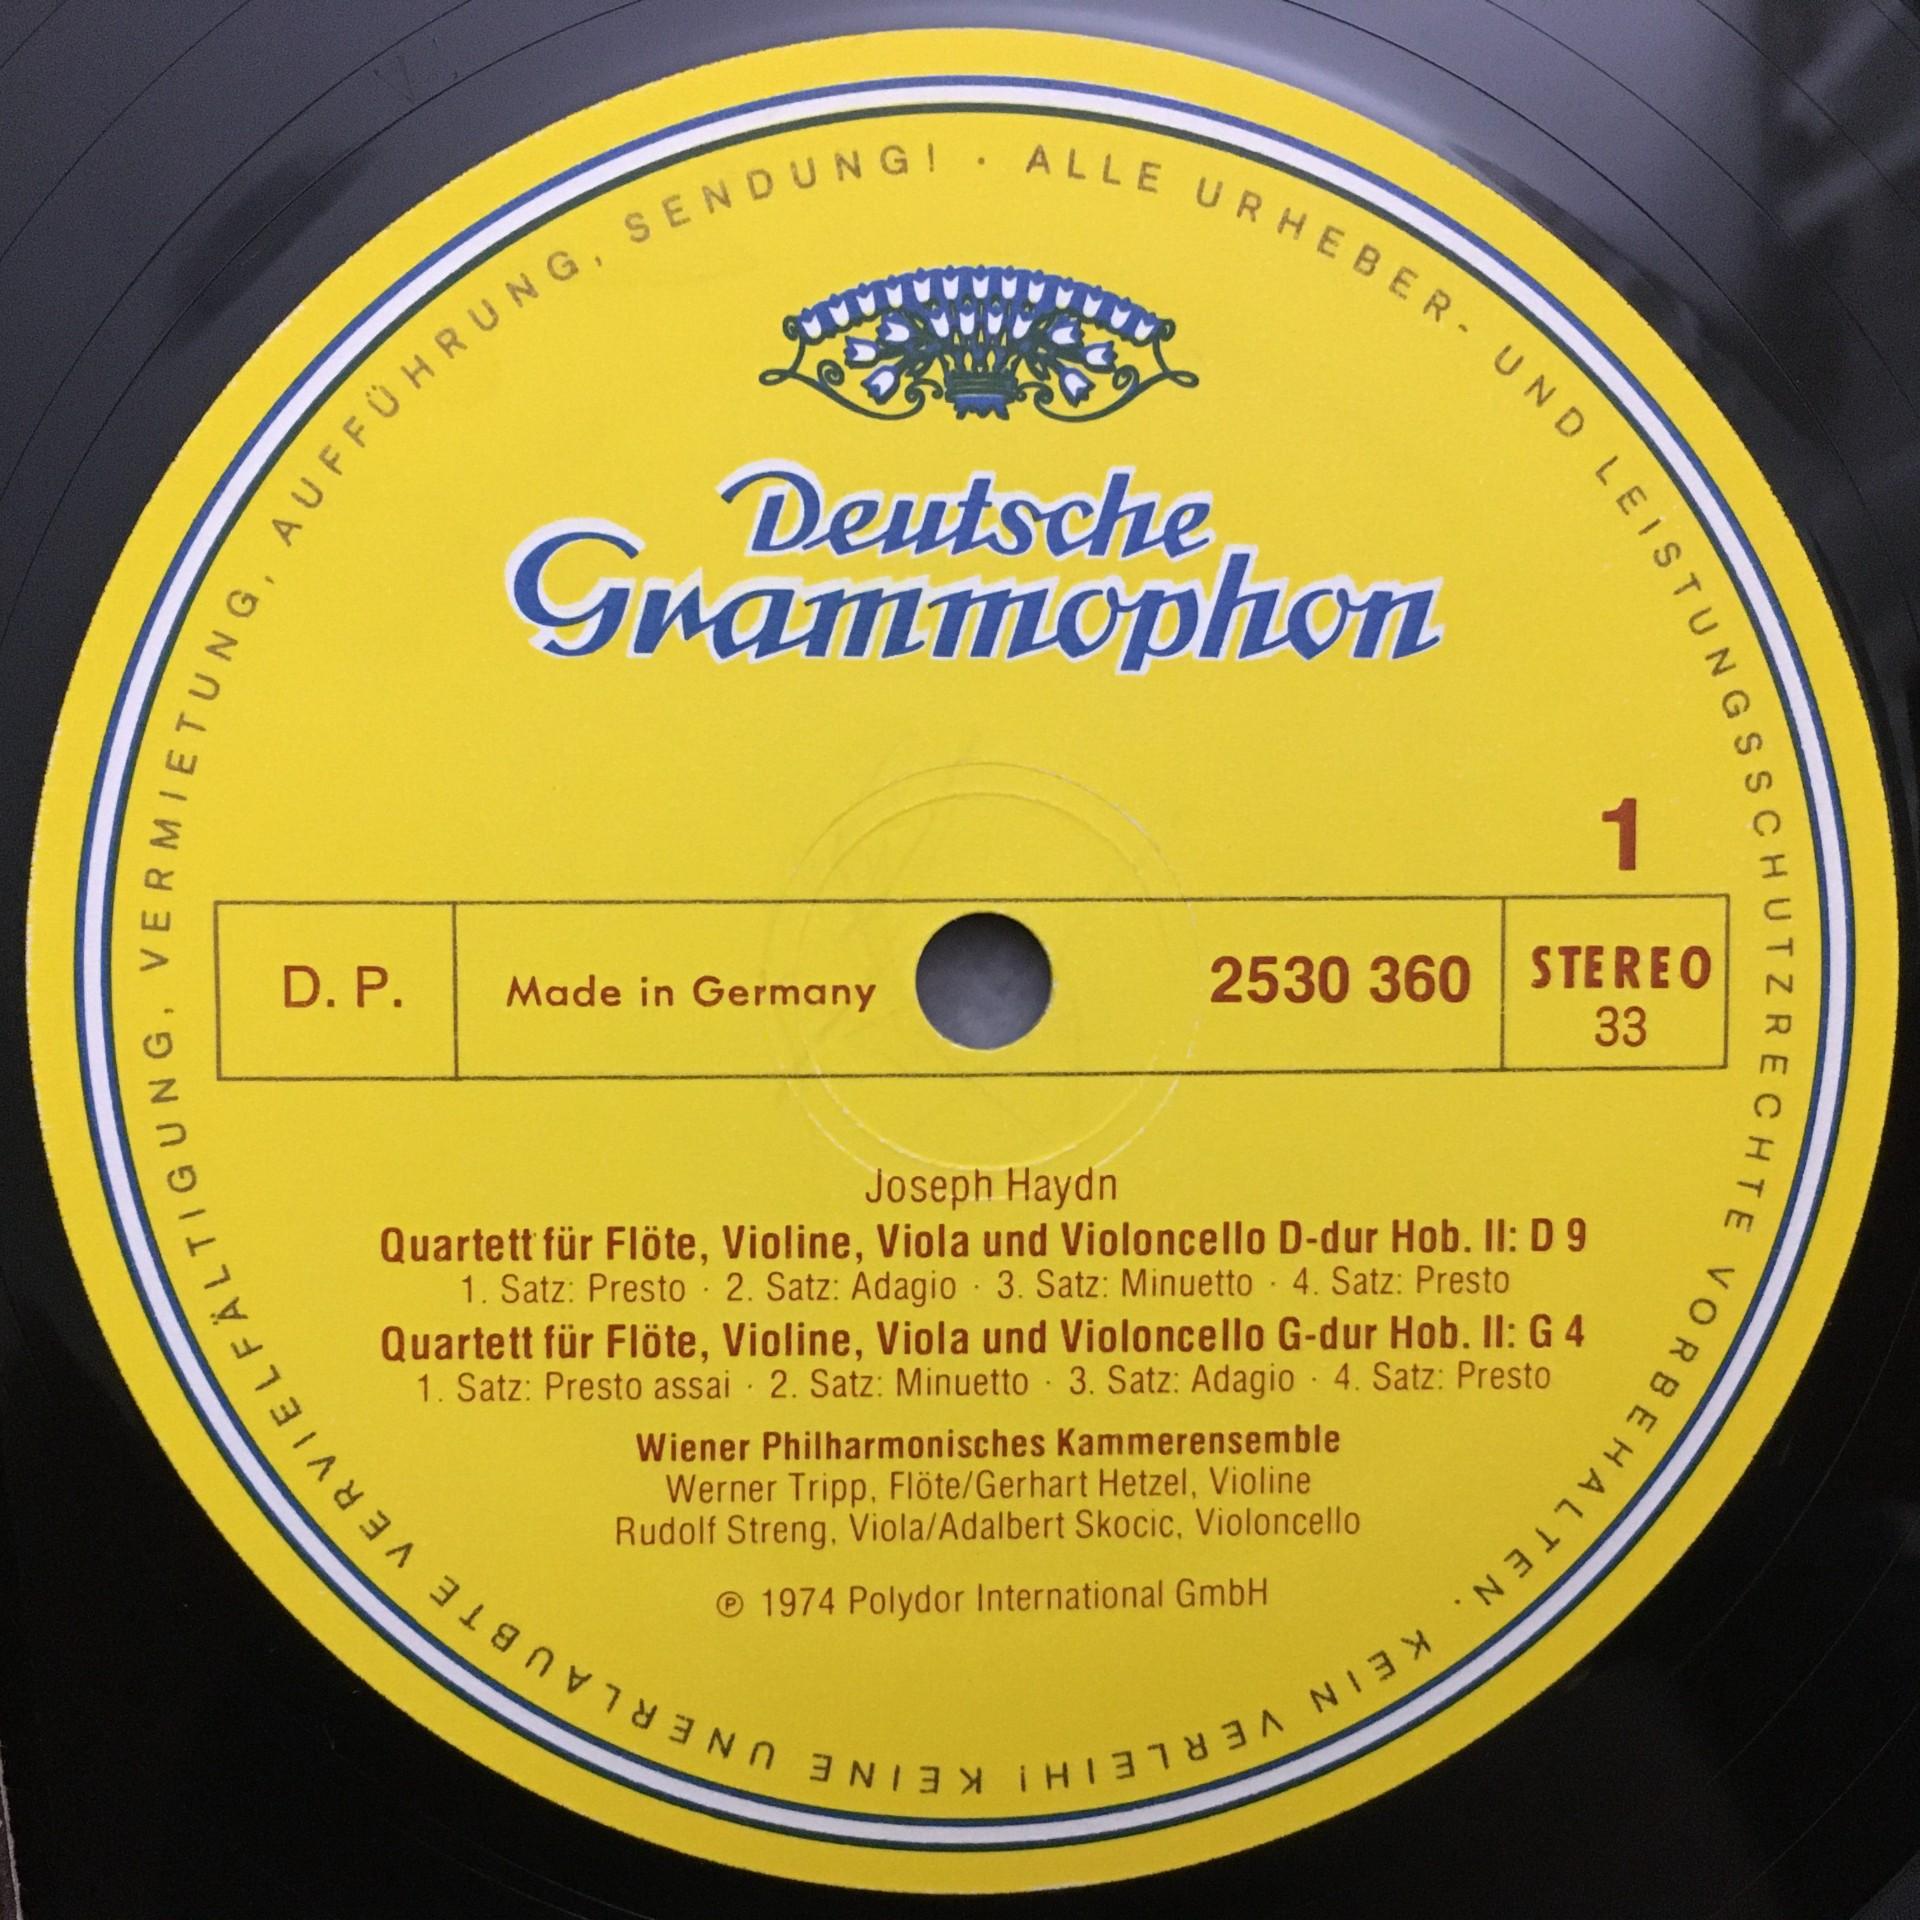 ALLE URHEBER- UND LEISTUNGSSCHUTZRECHTE VORBEHALTEN. KEIN VERLEIH! KEINE UNERLAUBTE VERVIELFÄLTIGUNG, VERMIETUNG, AUFFÜHRUNG, SENDUNG! ·
Deutsche
Grammophon
1
D. P.
Made in Germany
2530 360
STEREO
33
Joseph Haydn
Quartett für Flöte, Violine, Viola und Violoncello D-dur Hob. II: D 9
1. Satz: Presto · 2. Satz: Adagio · 3. Satz: Minuetto · 4. Satz: Presto
Quartett für Flöte, Violine, Viola und Violoncello G-dur Hob. II: G 4
1. Satz: Presto assai · 2. Satz: Minuetto · 3. Satz: Adagio · 4. Satz: Presto
Wiener Philharmonisches Kammerensemble
Werner Tripp, Flöte/Gerhart Hetzel, Violine
Rudolf Streng, Viola/Adalbert Skocic, Violoncello
℗ 1974 Polydor International GmbH